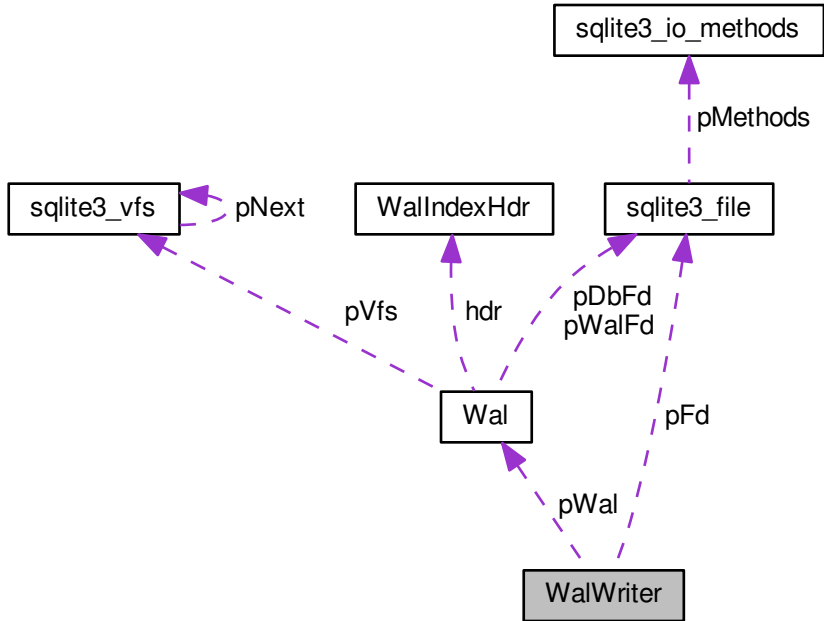 sqlite3_io_methods
pMethods
sqlite3_vfs
pNext
WalIndexHdr
sqlite3_file
pVfs
hdr
pDbFd
pWalFd
Wal
pFd
pWal
WalWriter